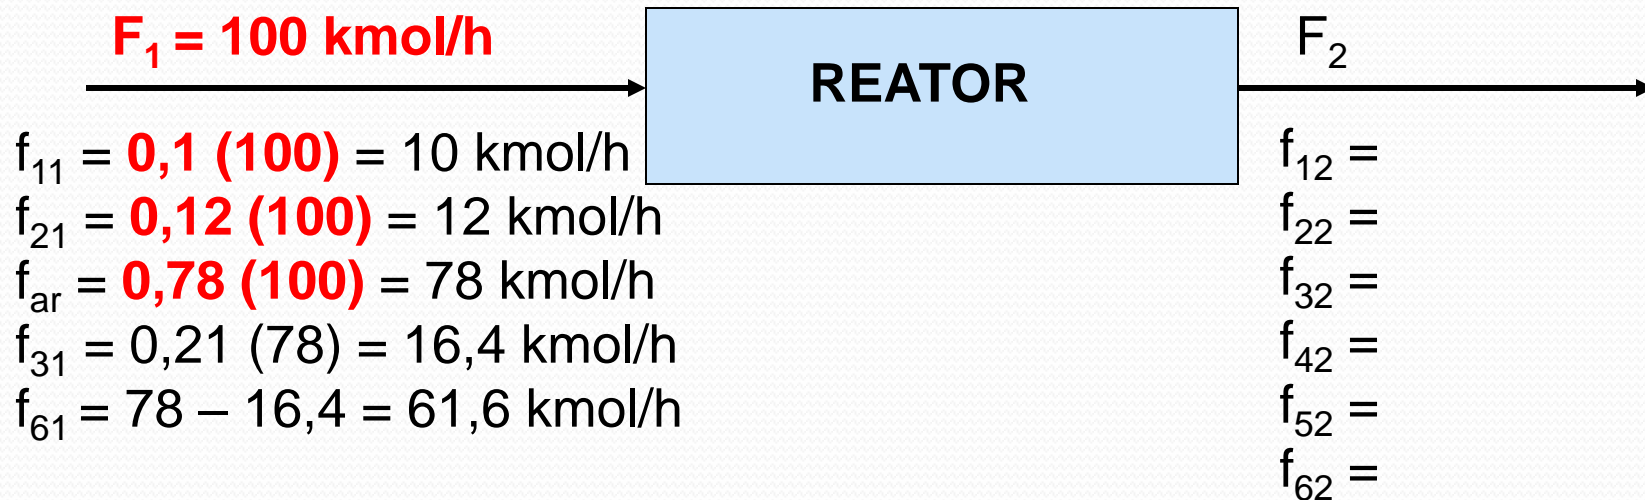 F₁ = 100 kmol/h
REATOR
F₂
f₁₁ = 0,1 (100) = 10 kmol/h
f₂₁ = 0,12 (100) = 12 kmol/h
fₐᵣ = 0,78 (100) = 78 kmol/h
f₃₁ = 0,21 (78) = 16,4 kmol/h
f₆₁ = 78 – 16,4 = 61,6 kmol/h
f₁₂ =
f₂₂ =
f₃₂ =
f₄₂ =
f₅₂ =
f₆₂ =